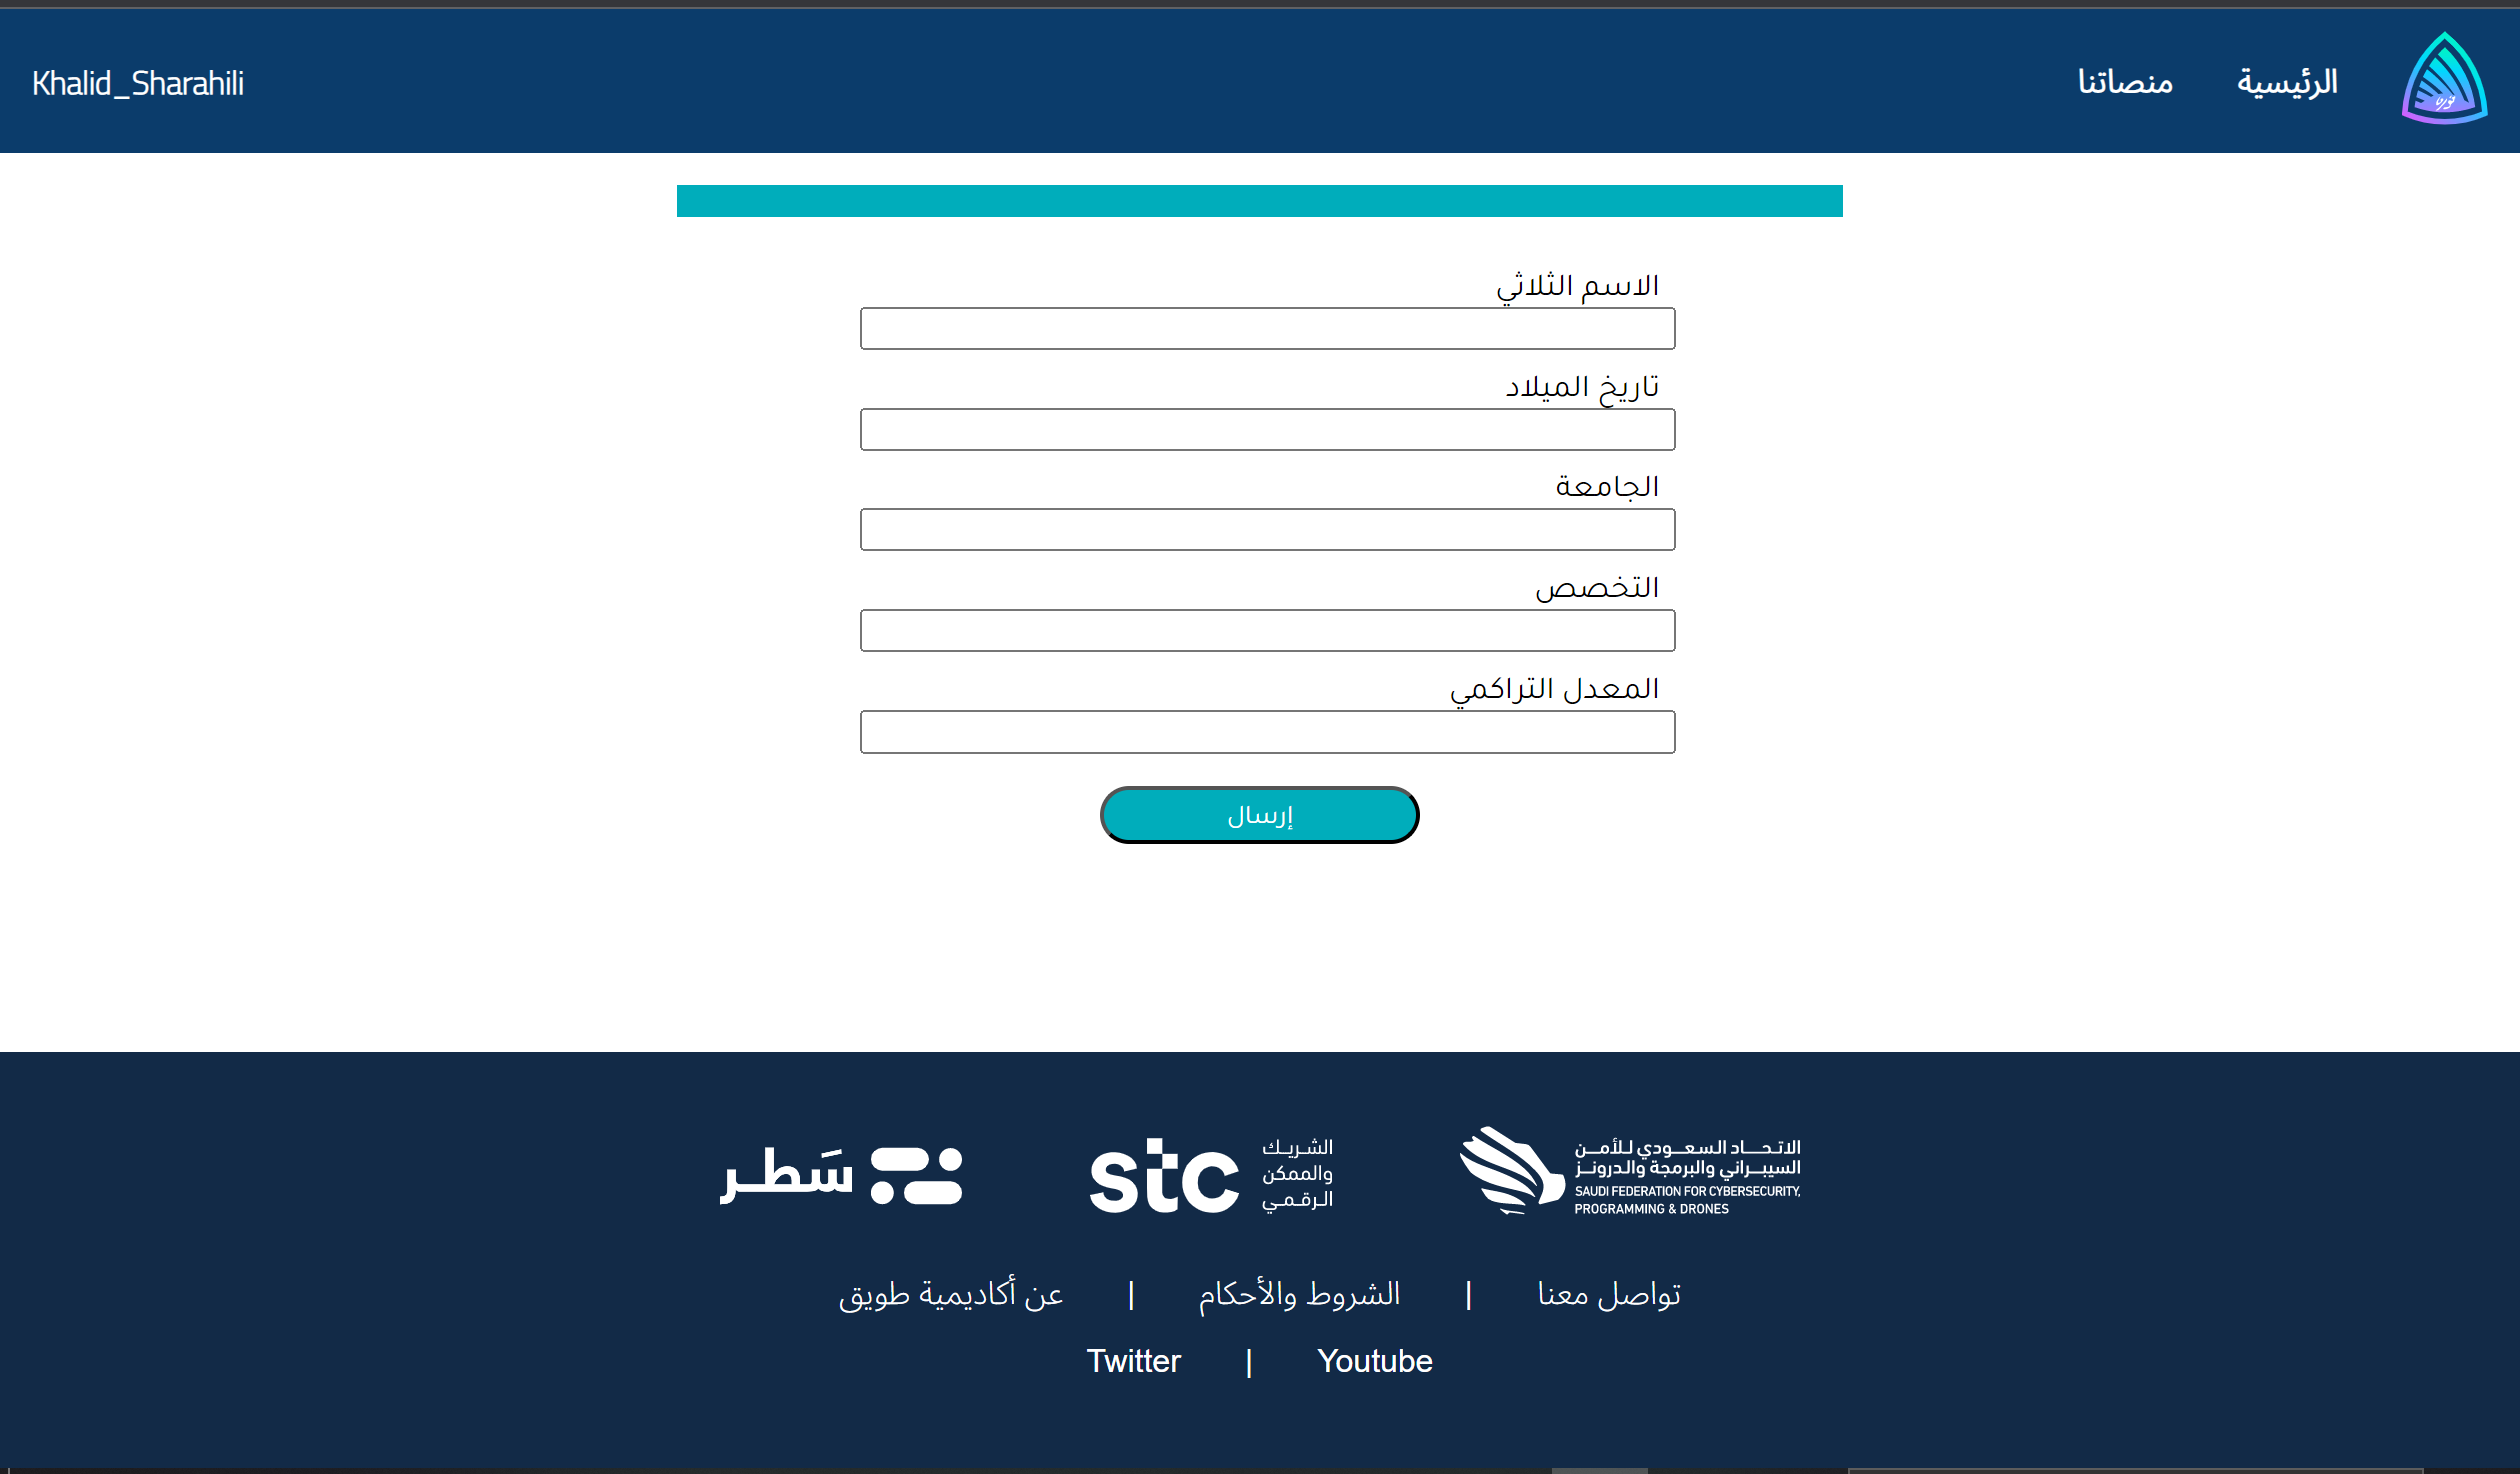 الرئيسية
منصاتنا
Khalid_Sharahili
الاسم الثلاثي
تاريخ الميلاد
الجامعة
التخصص
المعدل التراكمي
إرسال
الاتحاد السعودي للأمن
السيبراني والبرمجة والدرونز
SAUDI FEDERATION FOR CYBERSECURITY,
PROGRAMMING & DRONES
الشريك
والممكن
الرقمي
stc
سَطر
تواصل معنا | الشروط والأحكام | عن أكاديمية طويق
Twitter | Youtube